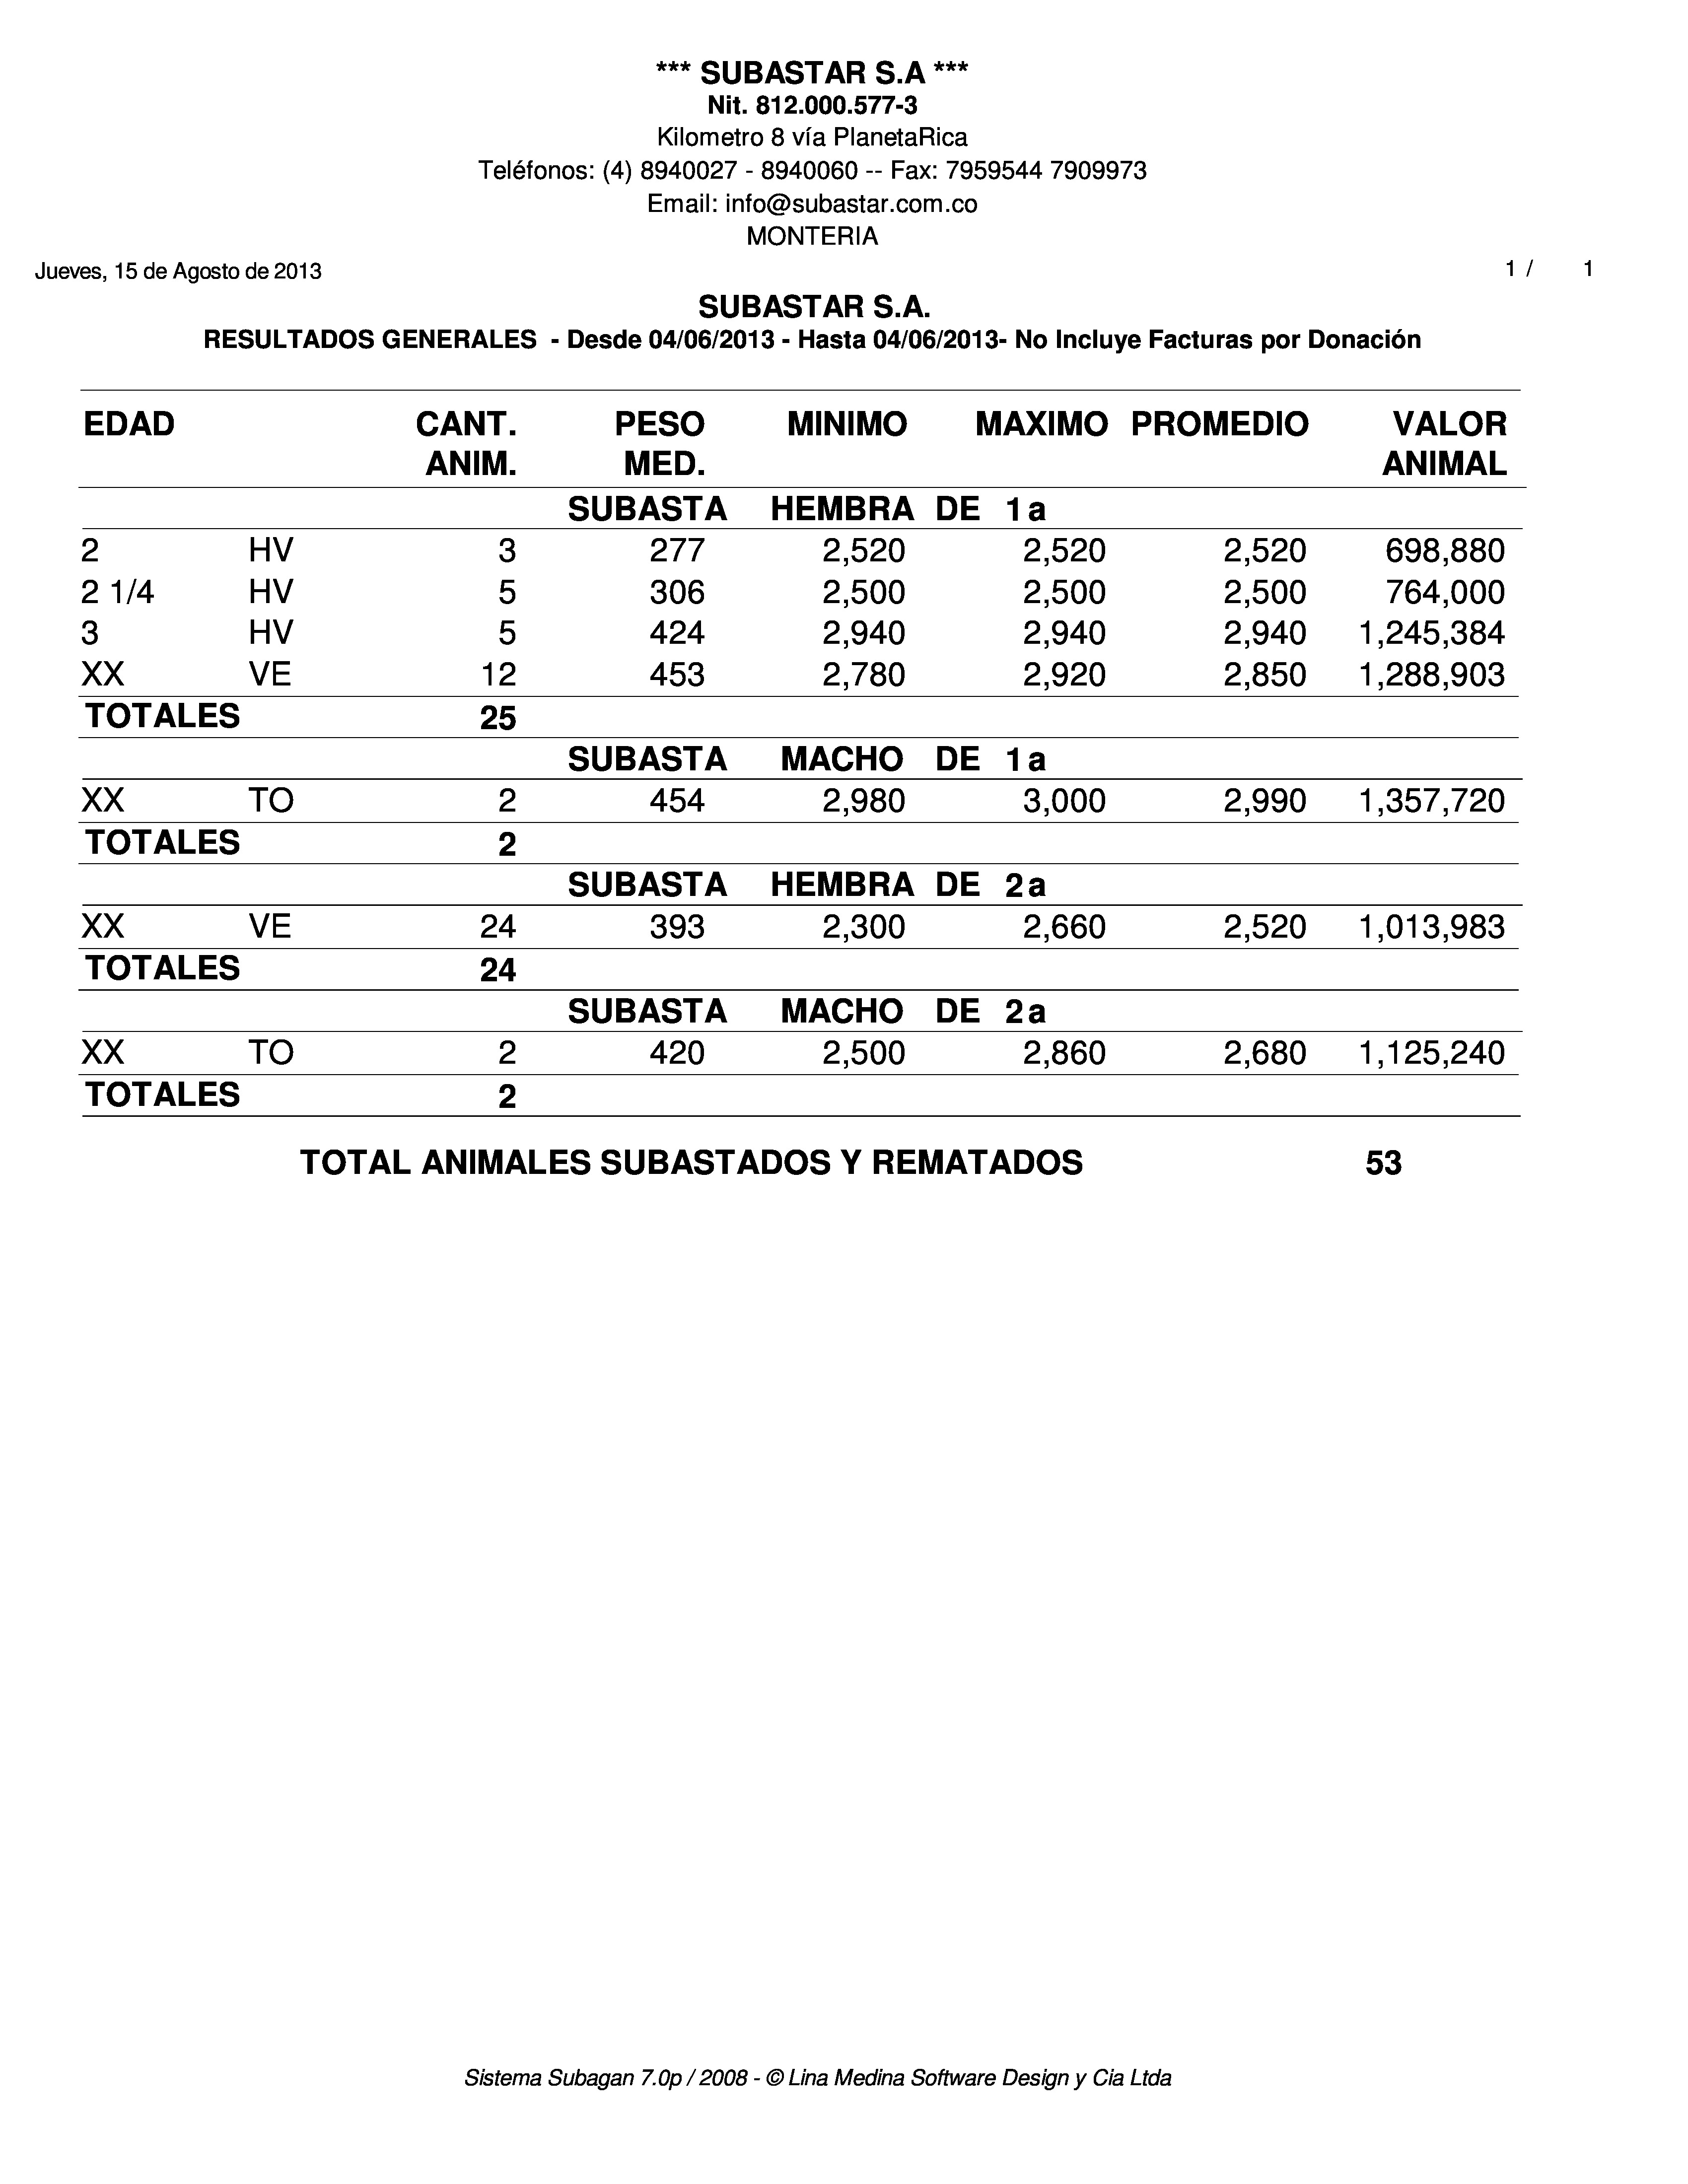 *** SUBASTAR S.A ***
Nit. 812.000.577-3
Kilometro 8 vía PlanetaRica
Teléfonos: (4) 8940027 - 8940060 -- Fax: 7959544 7909973
Email: info@subastar.com.co
MONTERIA
Jueves, 15 de Agosto de 2013 1 / 1
SUBASTAR S.A.
RESULTADOS GENERALES - Desde 04/06/2013 - Hasta 04/06/2013- No Incluye Facturas por Donación
EDAD CANT. PESO MINIMO MAXIMO PROMEDIO VALOR
ANIM. MED. ANIMAL
SUBASTA HEMBRA DE 1a
2 HV 3 277 2,520 2,520 2,520 698,880
2 1/4 HV 5 306 2,500 2,500 2,500 764,000
3 HV 5 424 2,940 2,940 2,940 1,245,384
XX VE 12 453 2,780 2,920 2,850 1,288,903
TOTALES 25
SUBASTA MACHO DE 1a
XX TO 2 454 2,980 3,000 2,990 1,357,720
TOTALES 2
SUBASTA HEMBRA DE 2a
XX VE 24 393 2,300 2,660 2,520 1,013,983
TOTALES 24
SUBASTA MACHO DE 2a
XX TO 2 420 2,500 2,860 2,680 1,125,240
TOTALES 2
TOTAL ANIMALES SUBASTADOS Y REMATADOS 53
Sistema Subagan 7.0p / 2008 - © Lina Medina Software Design y Cia Ltda